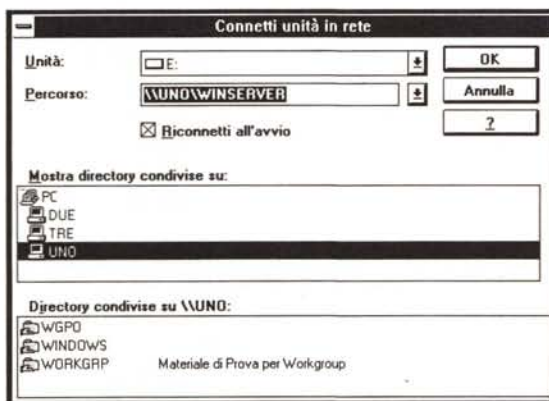 Connetti unità in rete
Unità: E: OK
Percorso: \\UNO\WINSERVER Annulla
Riconnetti all'avvio ?
Mostra directory condivise su:
PC
DUE
TRE
UNO
Directory condivise su \\UNO:
WGPO
WINDOWS
WORKGRP Materiale di Prova per Workgroup